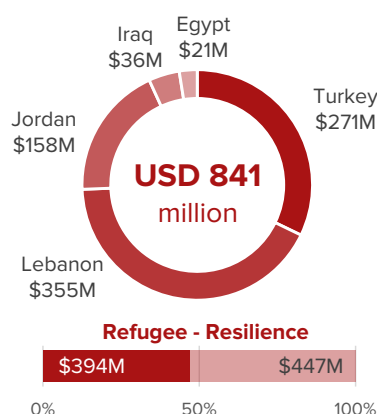 Egypt
$21M
Iraq
$36M
Turkey
$271M
Jordan
$158M
USD 841
million
Lebanon
$355M
Refugee - Resilience
$394M
$447M
0%
50%
100%